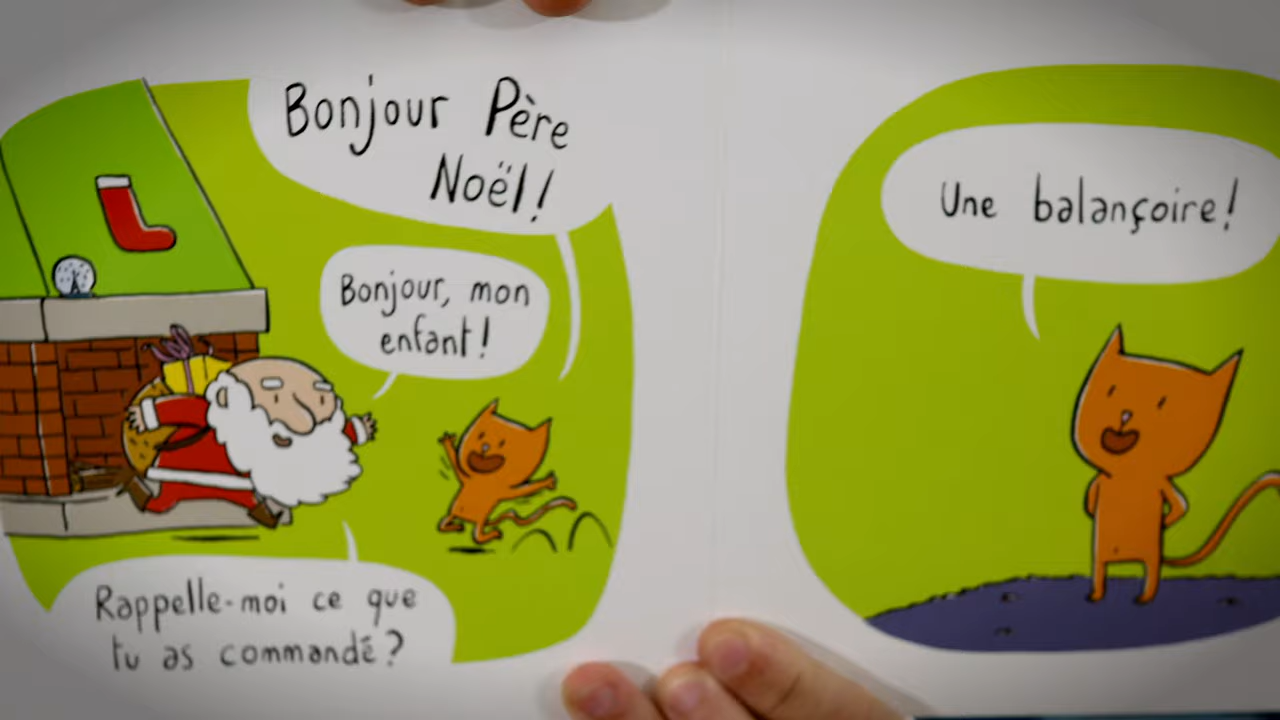 Bonjour Père
Noël!
Bonjour, mon
enfant!
Rappelle-moi ce que
tu as commandé?
Une balançoire!